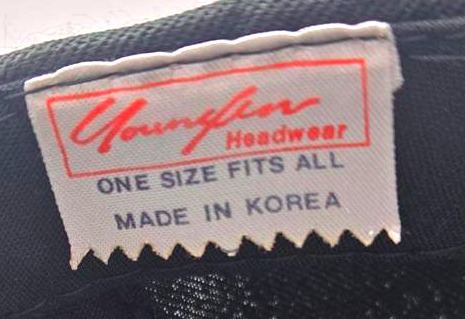 Youngan
Headwear
ONE SIZE FITS ALL
MADE IN KOREA